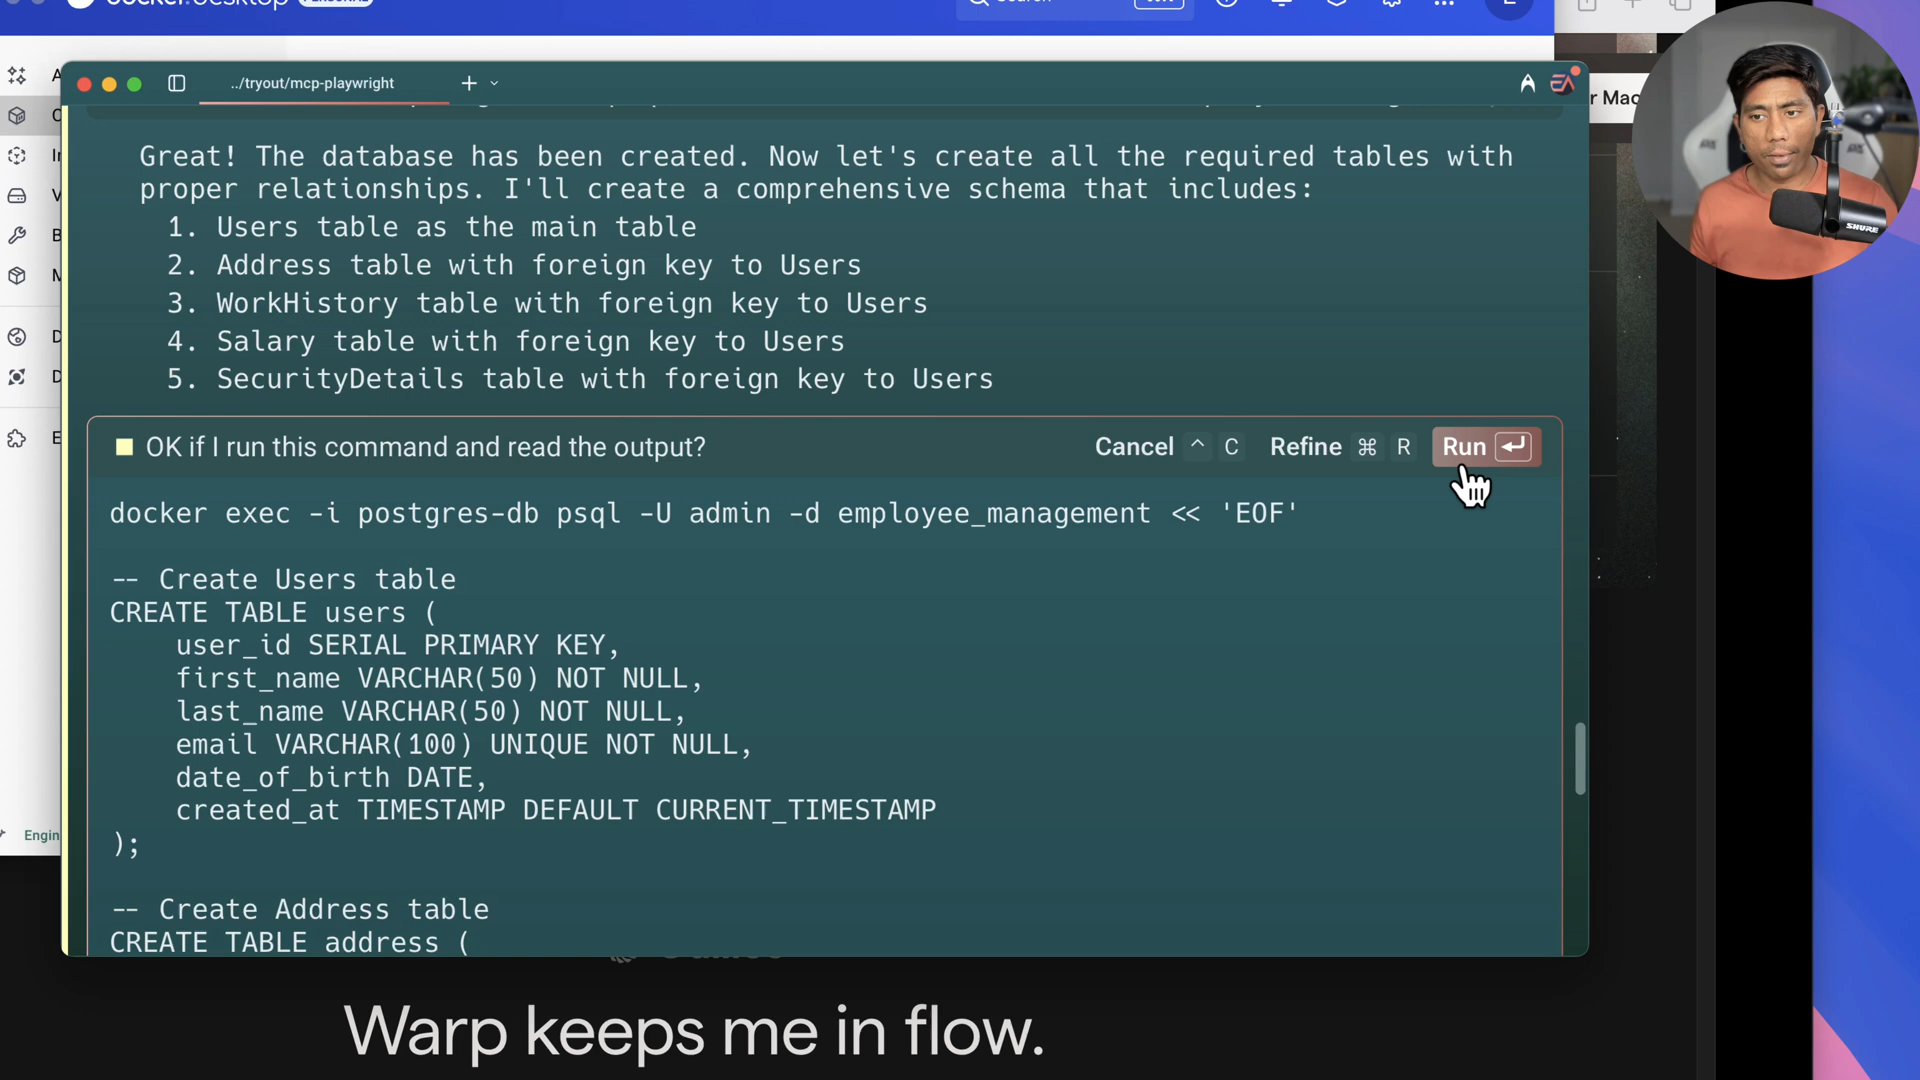 ../tryout/mcp-playwright
r Mac
Great! The database has been created. Now let's create all the required tables with
proper relationships. I'll create a comprehensive schema that includes:
1. Users table as the main table
2. Address table with foreign key to Users
3. WorkHistory table with foreign key to Users
4. Salary table with foreign key to Users
5. SecurityDetails table with foreign key to Users
OK if I run this command and read the output?
Cancel ^ C Refine ⌘ R Run
docker exec -i postgres-db psql -U admin -d employee_management << 'EOF'
-- Create Users table
CREATE TABLE users (
user_id SERIAL PRIMARY KEY,
first_name VARCHAR(50) NOT NULL,
last_name VARCHAR(50) NOT NULL,
email VARCHAR(100) UNIQUE NOT NULL,
date_of_birth DATE,
created_at TIMESTAMP DEFAULT CURRENT_TIMESTAMP
);
-- Create Address table
CREATE TABLE address (
Engin
SHURE
Warp keeps me in flow.